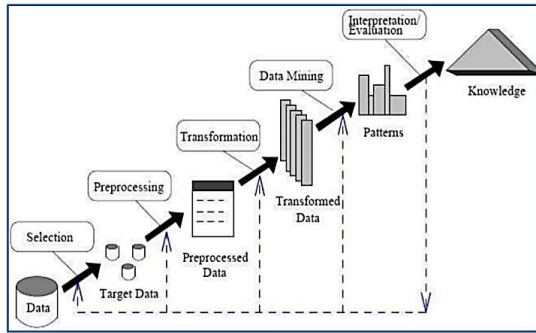 Interpretation/
Evaluation
Data Mining
Knowledge
Transformation
Patterns
Preprocessing
Transformed
Data
Selection
Preprocessed
Data
Target Data
Data